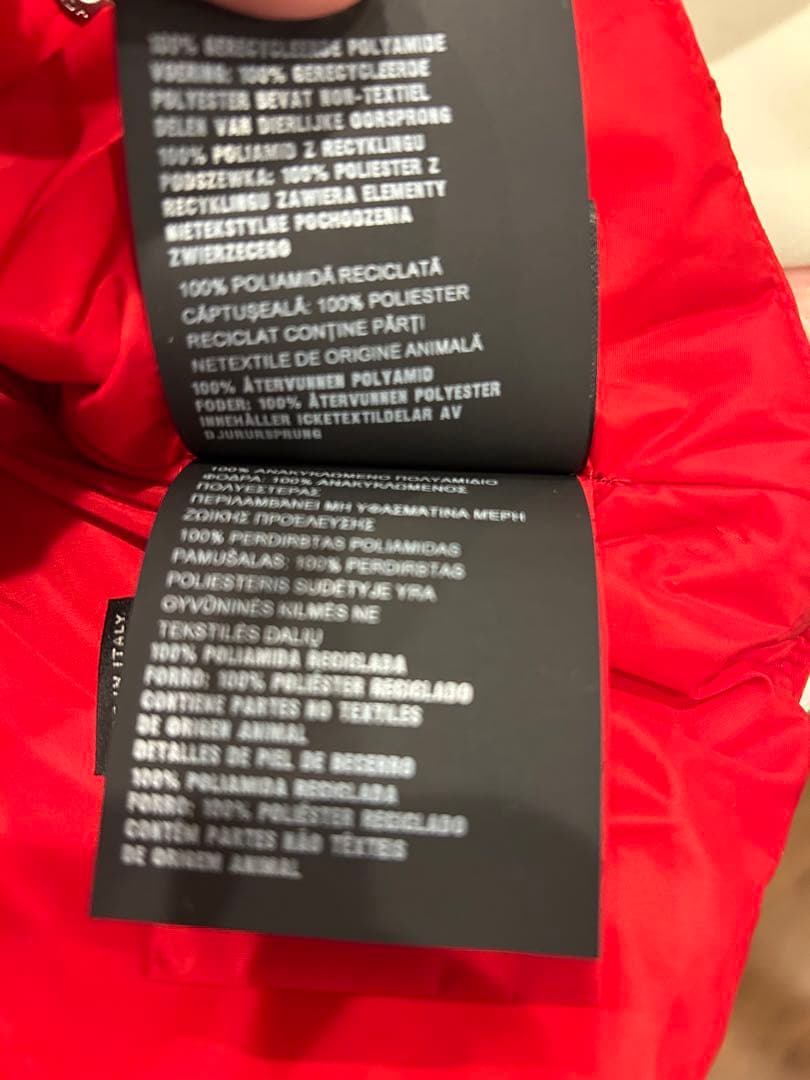 100% GERECYCLEERDE POLYAMIDE
VOERING: 100% GERECYCLEERDE
POLYESTER BEVAT NON-TEXTIEL
DELEN VAN DIERLIJKE OORSPRONG
100% POLIAMID Z RECYKLINGU
PODSZEWKA: 100% POLIESTER Z
RECYKLINGU ZAWIERA ELEMENTY
NIETEKSTYLNE POCHODZENIA
ZWIERZECEGO
100% POLIAMIDĂ RECICLATĂ
CĂPTUȘEALĂ: 100% POLIESTER
RECICLAT CONȚINE PĂRȚI
NETEXTILE DE ORIGINE ANIMALĂ
100% ÅTERVUNNEN POLYAMID
FODER: 100% ÅTERVUNNEN POLYESTER
INNEHÅLLER ICKETEXTILDELAR AV
DJURURSPRUNG
100% ΑΝΑΚΥΚΛΩΜΕΝΟ ΠΟΛΥΑΜΙΔΙΟ
ΦΟΔΡΑ: 100% ΑΝΑΚΥΚΛΩΜΕΝΟΣ
ΠΟΛΥΕΣΤΕΡΑΣ
ΠΕΡΙΛΑΜΒΑΝΕΙ ΜΗ ΥΦΑΣΜΑΤΙΝΑ ΜΈΡΗ
ΖΩΙΚΗΣ ΠΡΟΕΛΕΥΣΗΣ
100% PERDIRBTAS POLIAMIDAS
PAMUŠALAS: 100% PERDIRBTAS
POLIESTERIS SUDĖTYJE YRA
GYVŪNINĖS KILMĖS NE
TEKSTILĖS DALIŲ
100% POLIAMIDA RECICLADA
FORRO: 100% POLIÉSTER RECICLADO
CONTIENE PARTES NO TEXTILES
DE ORIGEN ANIMAL
DETALLES DE PIEL DE BECERRO
100% POLIAMIDA RECICLADA
FORRO: 100% POLIÉSTER RECICLADO
CONTÉM PARTES NÃO TÊXTEIS
DE ORIGEM ANIMAL
IN ITALY